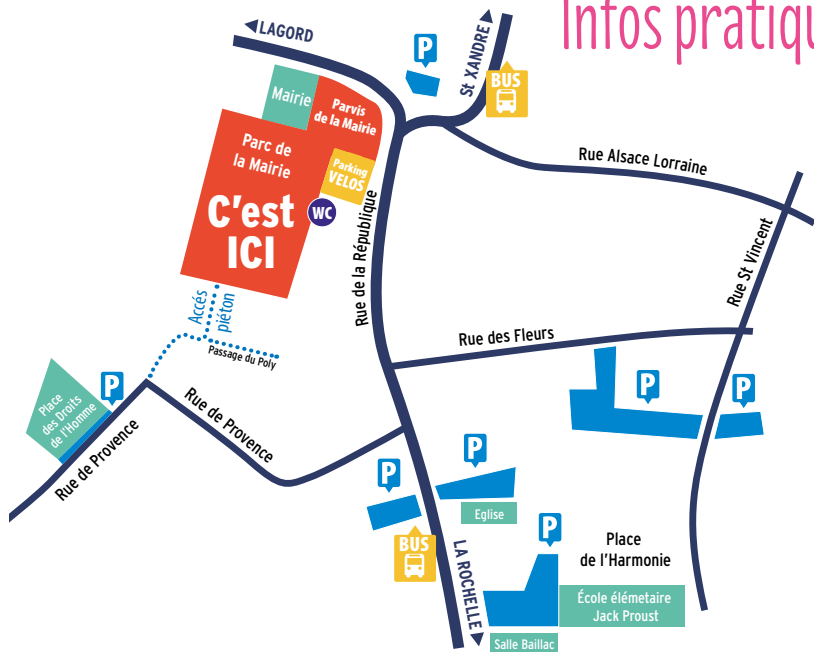 Infos pratiqu
LAGORD
P
St XANDRE
BUS
Mairie
Parvis
de la Mairie
Parc de
la Mairie
Parking
VELOS
C'est
ICI
WC
Rue Alsace Lorraine
Rue de la République
Rue St Vincent
Accés
piéton
Passage du Poly
Rue des Fleurs
P
Place
des Droits
de l'Homme
Rue de Provence
Rue de Provence
P
P
P
P
Eglise
BUS
LA ROCHELLE
P
Place
de l'Harmonie
École élémetaire
Jack Proust
Salle Baillac